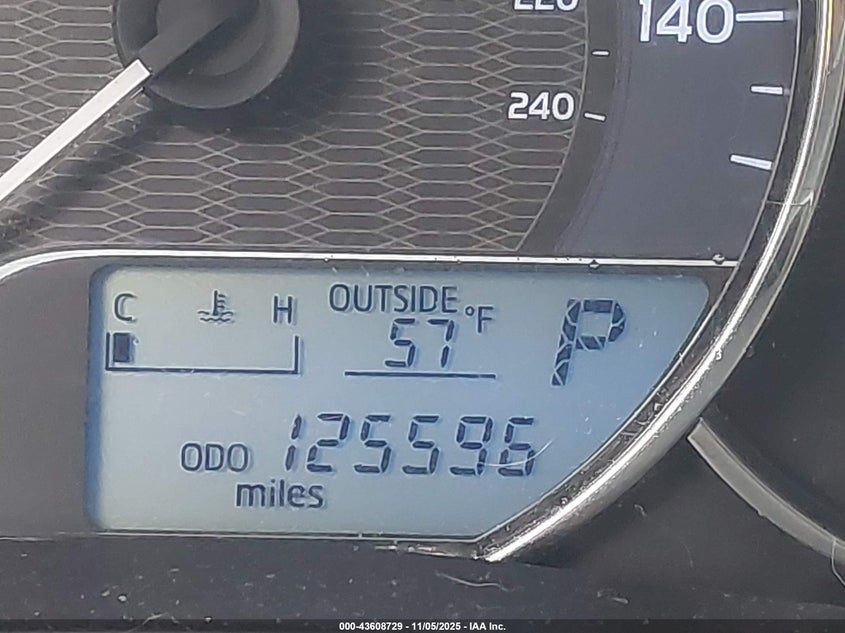 220
140
240
C H OUTSIDE
57 °F P
ODO 125596
miles
000-43608729 - 11/05/2025 - IAA Inc.